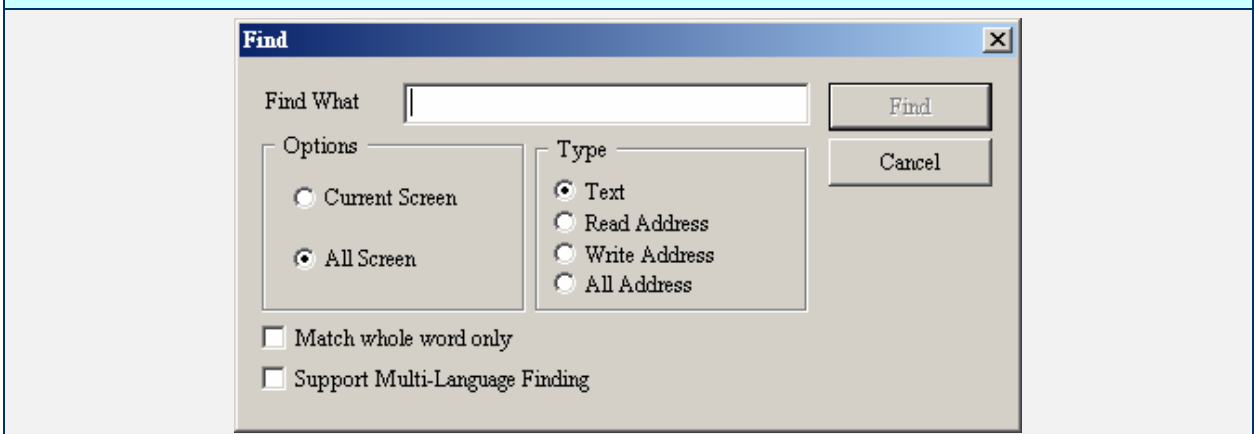 Find
Find What
Find
Cancel
Options
Current Screen
All Screen
Type
Text
Read Address
Write Address
All Address
Match whole word only
Support Multi-Language Finding